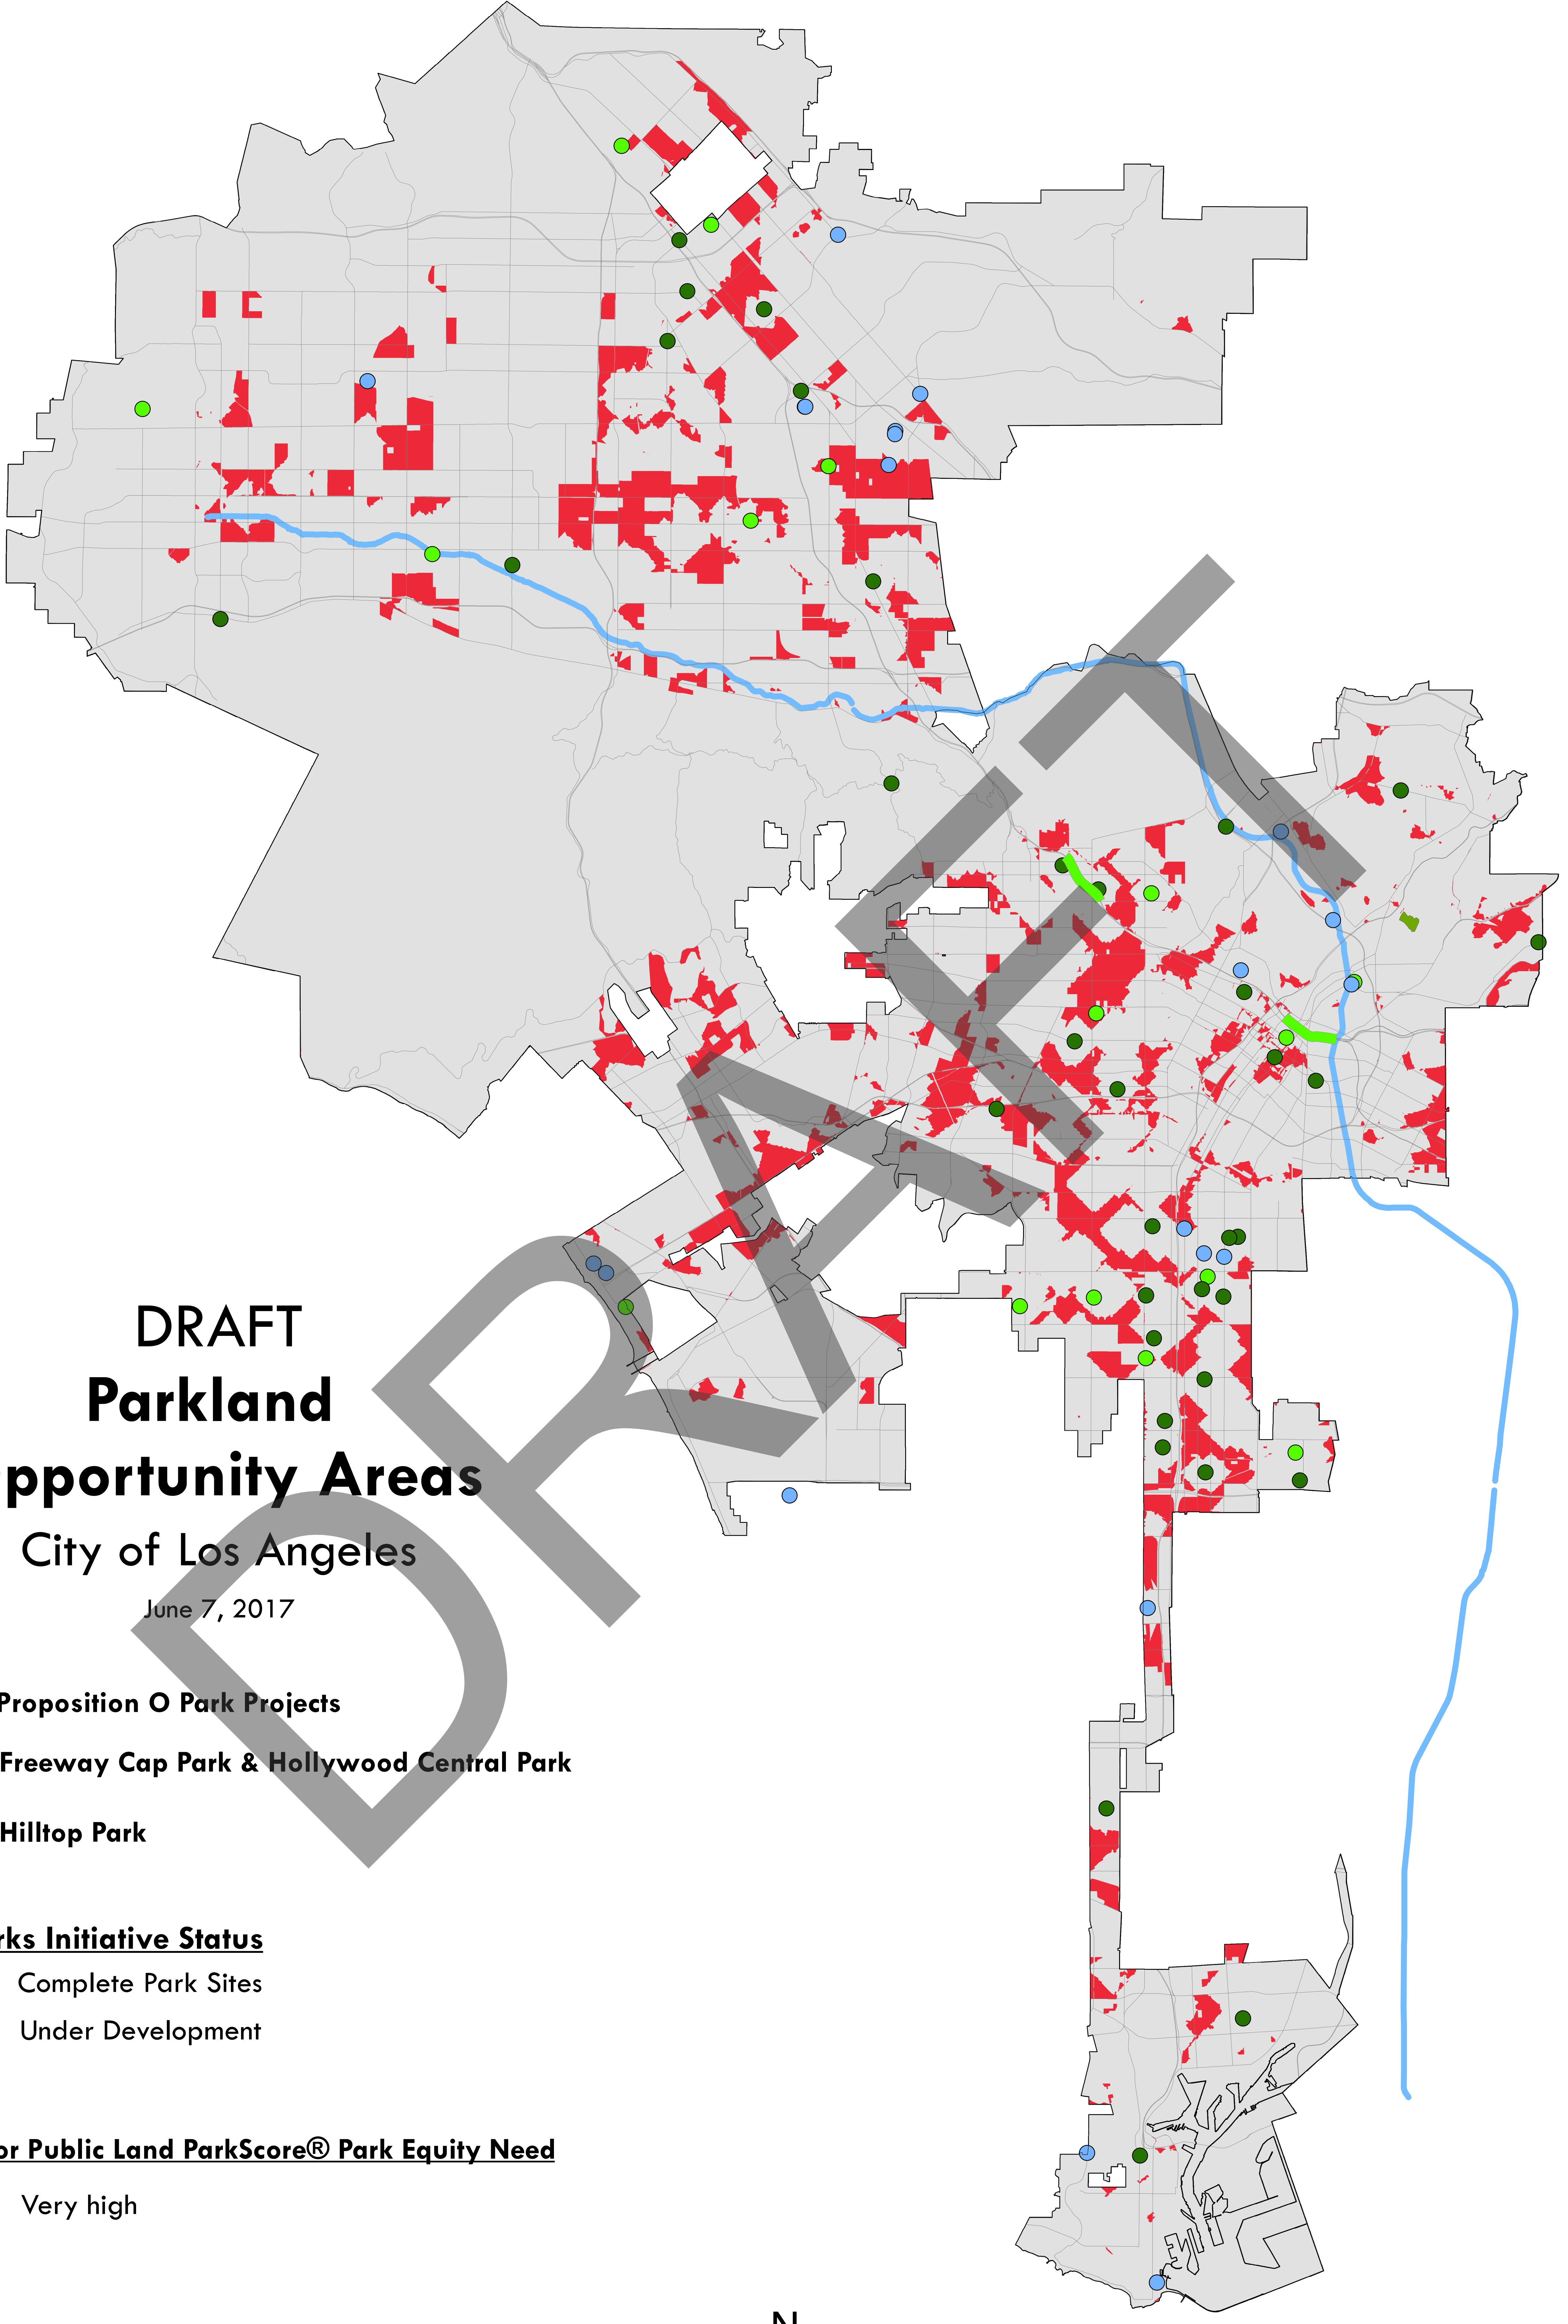 DRAFT
DRAFT
Parkland
pportunity Areas
City of Los Angeles
June 7, 2017
Proposition O Park Projects
Freeway Cap Park & Hollywood Central Park
Hilltop Park
rks Initiative Status
Complete Park Sites
Under Development
or Public Land ParkScore® Park Equity Need
Very high
N